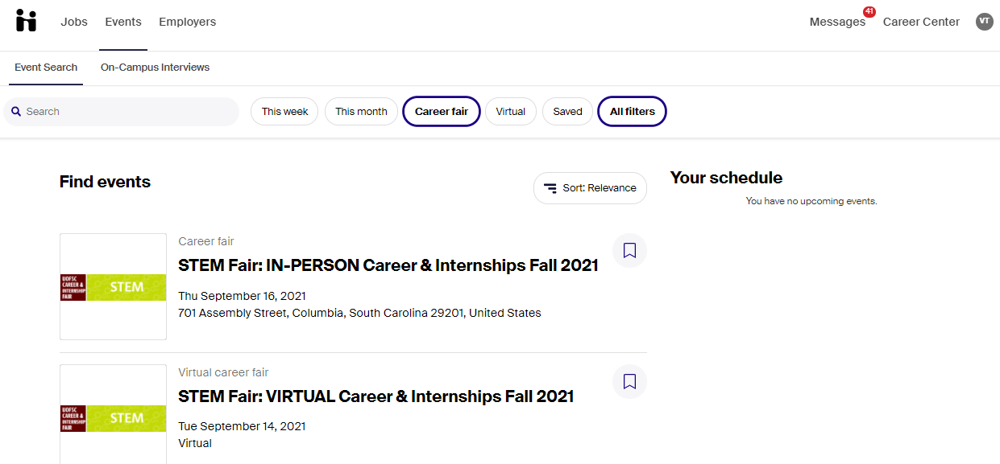 Jobs Events Employers Messages 41 Career Center VT
Event Search On-Campus Interviews
Search This week This month Career fair Virtual Saved All filters
Find events
Sort: Relevance
Your schedule
You have no upcoming events.
Career fair
STEM Fair: IN-PERSON Career & Internships Fall 2021
Thu September 16, 2021
701 Assembly Street, Columbia, South Carolina 29201, United States
UOFSC
CAREER &
INTERNSHIP
FAIR
STEM
Virtual career fair
STEM Fair: VIRTUAL Career & Internships Fall 2021
Tue September 14, 2021
Virtual
UOFSC
CAREER &
INTERNSHIP
FAIR
STEM